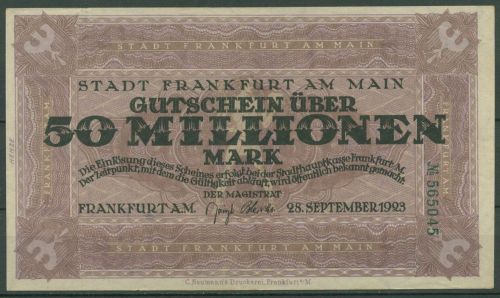 STADT FRANKFURT AM MAIN
STADT FRANKFURT AM MAIN
GUTSCHEIN ÜBER
50 MILLIONEN
MARK
Die Einlösung dieses Scheines erfolgt bei der Stadthauptkasse Frankfurt a/M.
Der Zeitpunkt, mit dem die Gültigkeit abläuft, wird öffentlich bekannt gemacht.
DER MAGISTRAT
FRANKFURT A.M. 28. SEPTEMBER 1923
№ 565045
FRANKFURT
FRANKFURT
STADT FRANKFURT AM MAIN
C. Naumann's Druckerei, Frankfurt a/M.